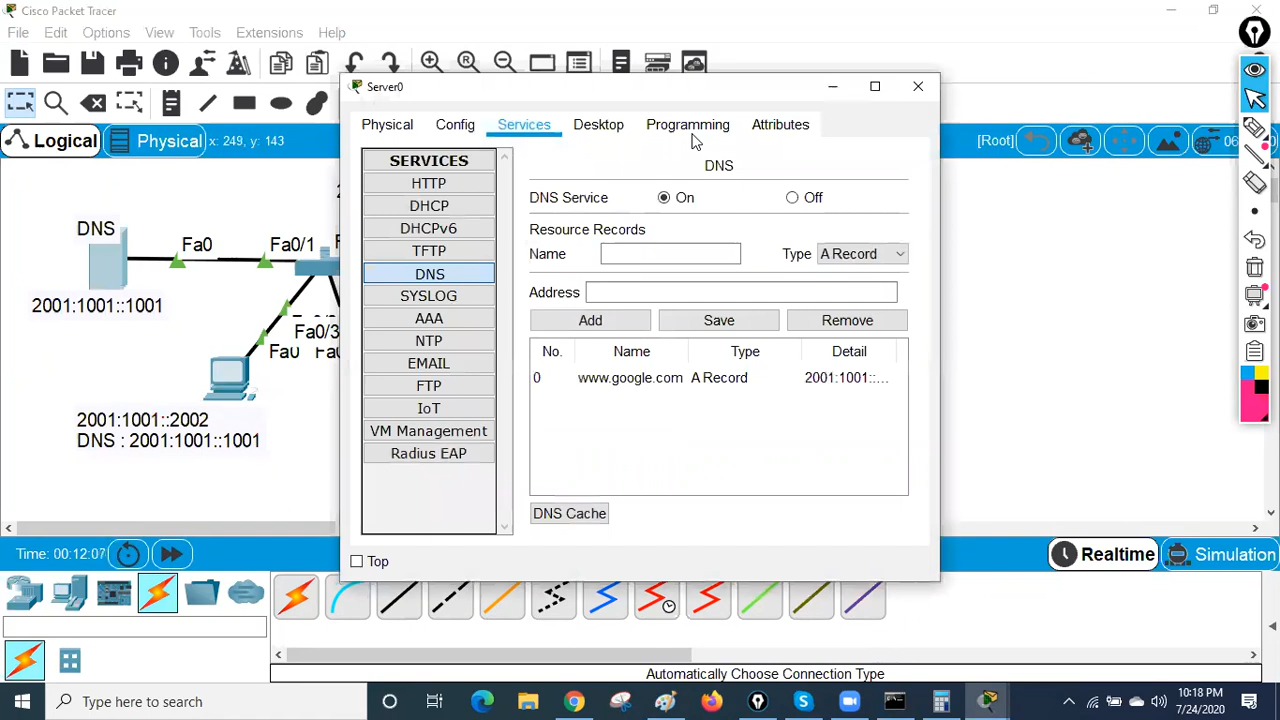 Cisco Packet Tracer
File Edit Options View Tools Extensions Help
Logical Physical x: 249, y: 143
[Root]
Server0
Physical Config Services Desktop Programming Attributes
SERVICES
HTTP
DHCP
DHCPv6
TFTP
DNS
SYSLOG
AAA
NTP
EMAIL
FTP
IoT
VM Management
Radius EAP
DNS
DNS Service On Off
Resource Records
Name Type A Record
Address
Add Save Remove
No. Name Type Detail
0 www.google.com A Record 2001:1001::...
DNS Cache
Top
DNS
Fa0 Fa0/1
2001:1001::1001
Fa0/3
Fa0
2001:1001::2002
DNS : 2001:1001::1001
Time: 00:12:07
Realtime Simulation
Automatically Choose Connection Type
Type here to search
10:18 PM
7/24/2020